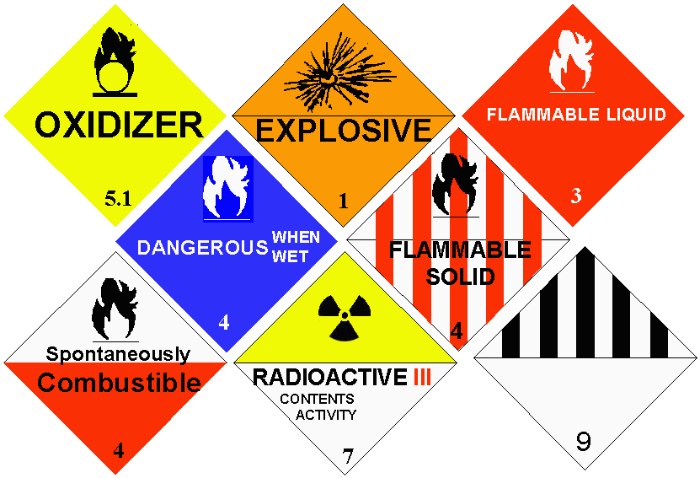 OXIDIZER
5.1
EXPLOSIVE
1
FLAMMABLE LIQUID
3
DANGEROUS WHEN
WET
4
FLAMMABLE
SOLID
4
Spontaneously
Combustible
4
RADIOACTIVE III
CONTENTS
ACTIVITY
7
9